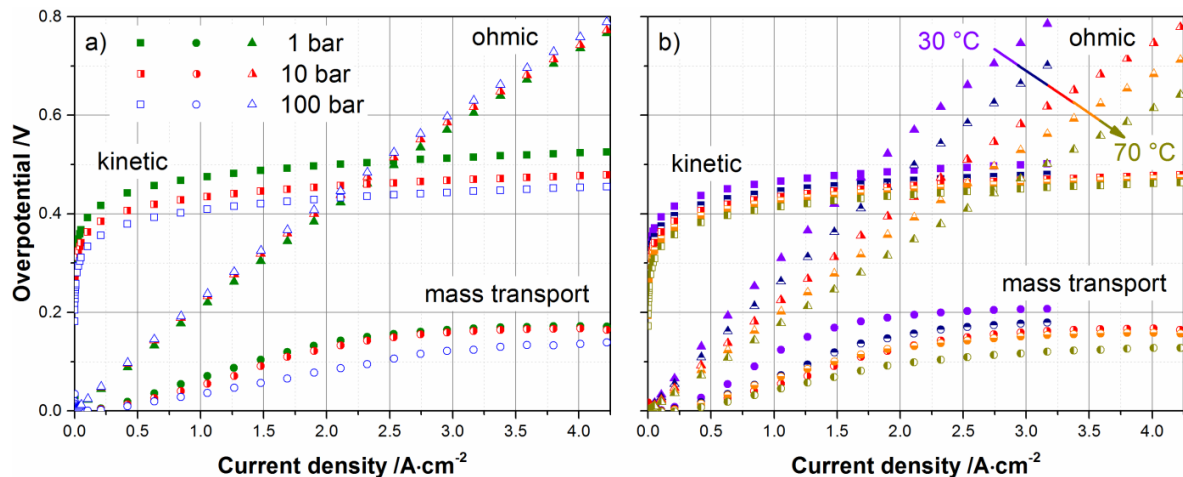 a)
1 bar
10 bar
100 bar
ohmic
kinetic
mass transport
Overpotential /V
0.8
0.6
0.4
0.2
0.0
0.0 0.5 1.0 1.5 2.0 2.5 3.0 3.5 4.0
Current density /A·cm⁻²
b)
30 °C
ohmic
70 °C
kinetic
mass transport
0.0 0.5 1.0 1.5 2.0 2.5 3.0 3.5 4.0
Current density /A·cm⁻²